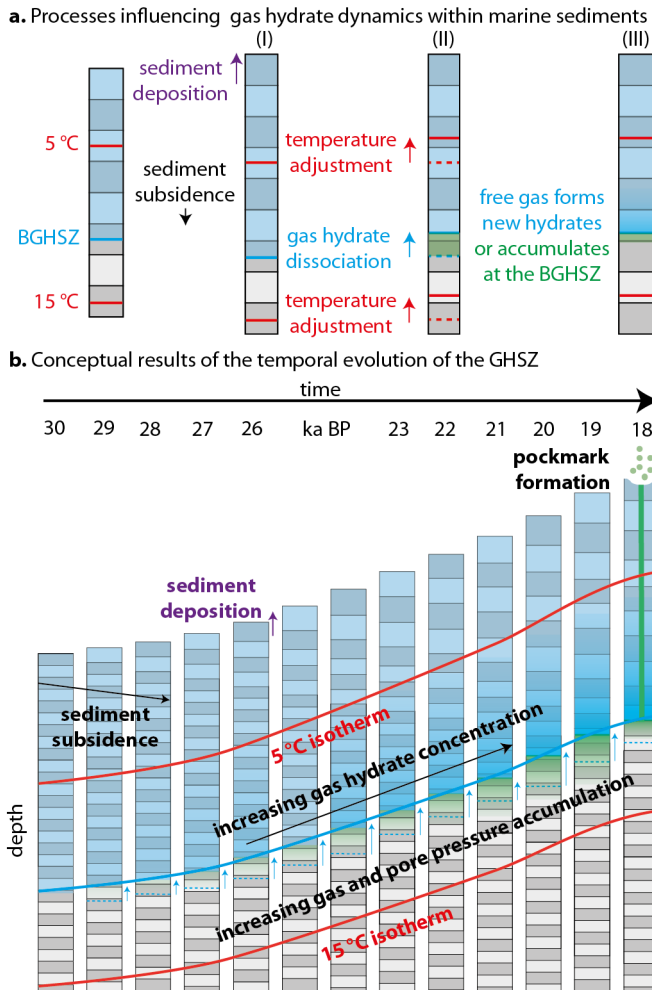 a. Processes influencing gas hydrate dynamics within marine sediments
(I)
(II)
(III)
sediment
deposition
5 °C
temperature
adjustment
sediment
subsidence
BGHSZ
gas hydrate
dissociation
free gas forms
new hydrates
or accumulates
at the BGHSZ
15 °C
temperature
adjustment
b. Conceptual results of the temporal evolution of the GHSZ
time
30 29 28 27 26 ka BP 23 22 21 20 19 18
pockmark
formation
sediment
deposition
sediment
subsidence
5 °C isotherm
increasing gas hydrate concentration
increasing gas and pore pressure accumulation
15 °C isotherm
depth